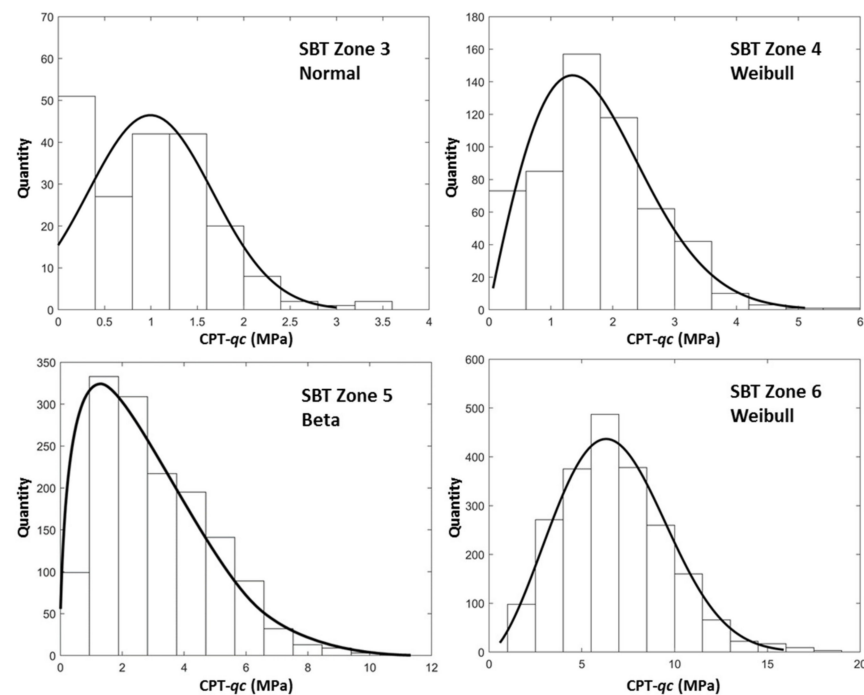 SBT Zone 3
Normal
Quantity
70
60
50
40
30
20
10
0
0 0.5 1 1.5 2 2.5 3 3.5 4
CPT-qc (MPa)
SBT Zone 4
Weibull
Quantity
180
160
140
120
100
80
60
40
20
0
0 1 2 3 4 5 6
CPT-qc (MPa)
SBT Zone 5
Beta
Quantity
350
300
250
200
150
100
50
0
0 2 4 6 8 10 12
CPT-qc (MPa)
SBT Zone 6
Weibull
Quantity
600
500
400
300
200
100
0
0 5 10 15 20
CPT-qc (MPa)